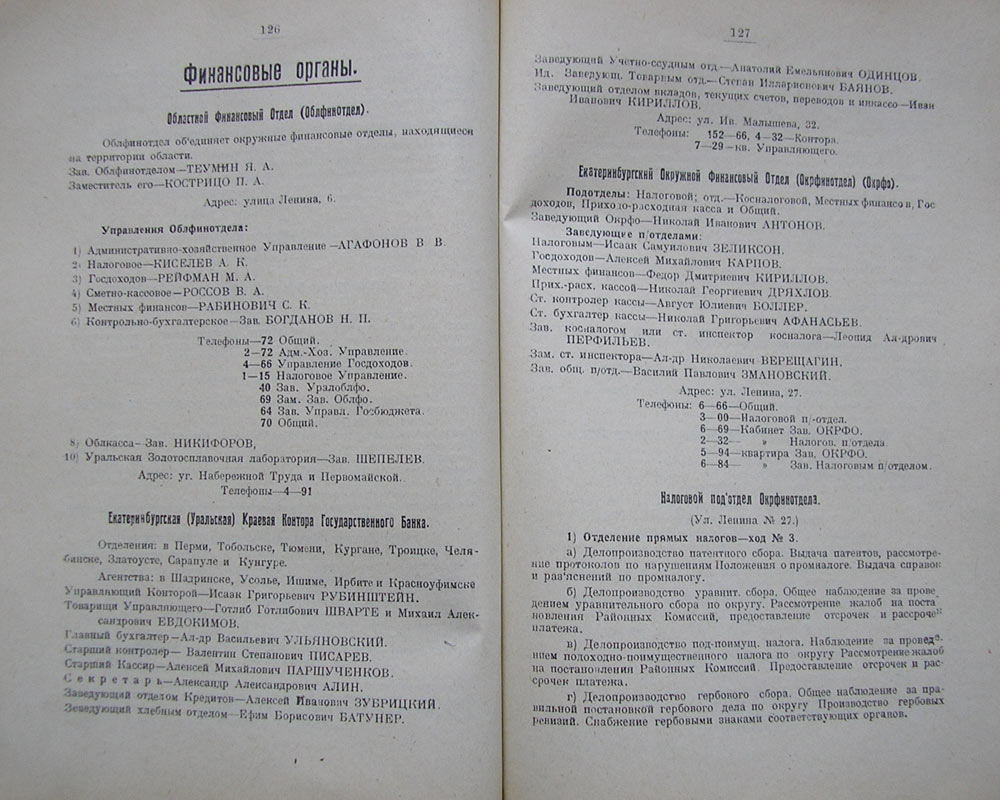 126
Финансовые органы.
Областной Финансовый Отдел (Облфинотдел).
Облфинотдел об'единяет окружные финансовые отделы, находящиеся
на территории области.
Зав. Облфинотделом—ТЕУМИН Я. А.
Заместитель его—КОСТРИЦО П. А.
Адрес: улица Ленина, 6.
Управления Облфинотдела:
1) Административно-хозяйственное Управление—АГАФОНОВ В В.
2) Налоговое—КИСЕЛЕВ А. К.
3) Госдоходов—РЕЙФМАН М. А.
4) Сметно-кассовое—РОССОВ В. А.
5) Местных финансов—РАБИНОВИЧ С. К.
6) Контрольно-бухгалтерское—Зав. БОГДАНОВ Н. П.
Телефоны—72 Общий.
2—72 Адм.-Хоз. Управление.
4—66 Управление Госдоходов.
1—15 Налоговое Управление.
40 Зав. Уралоблфо.
69 Зам. Зав. Облфо.
64 Зав. Управл. Госбюджета.
70 Общий.
8) Облкасса—Зав. НИКИФОРОВ,
10) Уральская Золотосплавочная лаборатория—Зав. ШЕПЕЛЕВ.
Адрес: уг. Набережной Труда и Первомайской.
Телефоны—4—91
Екатеринбургская (Уральская) Краевая Контора Государственного Банка.
Отделения: в Перми, Тобольске, Тюмени, Кургане, Троицке, Челя-
бинске, Златоусте, Сарапуле и Кунгуре.
Агентства: в Шадринске, Усолье, Ишиме, Ирбите и Красноуфимске
Управляющий Конторой—Исаак Григорьевич РУБИНШТЕЙН.
Товарищи Управляющего—Готлиб Готлибович ШВАРТЕ и Михаил Алек-
сандрович ЕВДОКИМОВ.
Главный бухгалтер—Ал-др Васильевич УЛЬЯНОВСКИЙ.
Старший контролер—Валентин Степанович ПИСАРЕВ.
Старший Кассир—Алексей Михайлович ПАРШУЧЕНКОВ.
Секретарь—Александр Александрович АЛИН.
Заведующий отделом Кредитов—Алексей Иванович ЗУБРИЦКИЙ.
Зеведующий хлебным отделом—Ефим Борисович БАТУНЕР.
127
Заведующий Учетно-ссудным отд.—Анатолий Емельянович ОДИНЦОВ.
Ид. Заведующ. Товарным отд.—Степан Илларионович БАЯНОВ.
Заведующий отделом вкладов, текущих счетов, переводов и инкассо—Иван
Иванович КИРИЛЛОВ.
Адрес: ул. Ив. Малышева, 32.
Телефоны: 152—66, 4—32—Контора.
7—29—кв. Управляющего.
Екатеринбургский Окружной Финансовый Отдел (Окрфинотдел) (Окрфо).
Подотделы: Налоговой; отд.—Косналоговой, Местных финансов, Гос
доходов, Приходо-расходная касса и Общий.
Заведующий Окрфо—Николай Иванович АНТОНОВ.
Заведующие п/отделами:
Налоговым—Исаак Самуилович ЗЕЛИКСОН.
Госдоходов—Алексей Михайлович КАРПОВ.
Местных финансов—Федор Дмитриевич КИРИЛЛОВ.
Прих.-расх. кассой—Николай Георгиевич ДРЯХЛОВ.
Ст. контролер кассы—Август Юлиевич БОЛЛЕР.
Ст. бухгалтер кассы—Николай Григорьевич АФАНАСЬЕВ.
Зав. косналогом или ст. инспектор косналога—Леонид Ал-дрович
ПЕРФИЛЬЕВ.
Зам. ст. инспектора—Ал-др Николаевич ВЕРЕЩАГИН.
Зав. общ. п/отд.—Василий Павлович ЗМАНОВСКИЙ.
Адрес: ул. Ленина, 27.
Телефоны: 6—66—Общий.
3—00—Налоговой п/-отдел.
6—69—Кабинет Зав. ОКРФО.
2—32— » Налогов. п/отдела
5—94—квартира Зав. ОКРФО.
6—84— » Зав. Налоговым п/отделом.
Налоговой под'отдел Окрфинотдела.
(Ул. Ленина № 27.)
1) Отделение прямых налогов—ход № 3.
а) Делопроизводство патентного сбора. Выдача патентов, рассмотре-
ние протоколов по нарушениям Положения о промналоге. Выдача справок
и раз'яснений по промналогу.
б) Делопроизводство уравнит. сбора. Общее наблюдение за прове
дением уравнительного сбора по округу. Рассмотрение жалоб на поста
новления Районных Комиссий, предоставление отсрочек и рассрочек
платежа.
в) Делопроизводство под-поимущ. налога. Наблюдение за проведе-
нием полоходно-поимущественного налога по округу Рассмотрение жалоб
на постановления Районных Комиссий. Предоставление отсрочек и рас-
срочек платежа.
г) Делопроизводство гербового сбора. Общее наблюдение за пра-
вильной постановкой гербового дела по округу Производство гербовых
ревизий. Снабжение гербовыми знаками соответствующих органов.